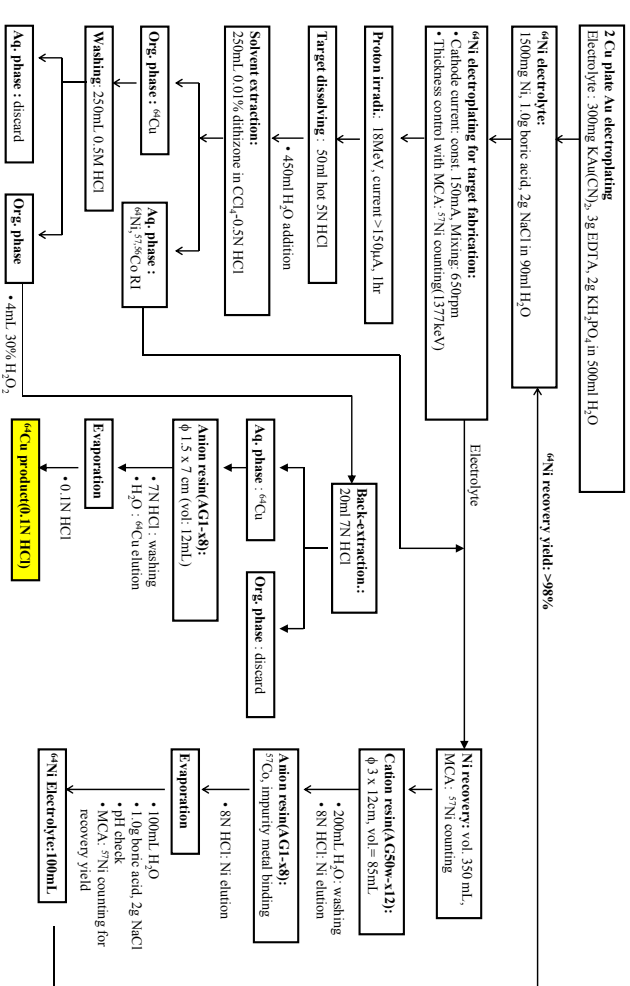 2 Cu plate Au electroplating
Electrolyte : 300mg KAu(CN)₂, 3g EDTA, 2g KH₂PO₄ in 500ml H₂O
⁶⁴Ni electrolyte:
1500mg Ni, 1.0g boric acid, 2g NaCl in 90ml H₂O
⁶⁴Ni recovery yield: >98%
⁶⁴Ni electroplating for target fabrication:
• Cathode current: const. 150mA, Mixing: 650rpm
• Thickness control with MCA: ⁵⁷Ni counting(1377keV)
Electrolyte
Proton irradi.: 18MeV, current >150μA, 1hr
Target dissolving : 50ml hot 5N HCl
• 450ml H₂O addition
Solvent extraction:
250mL 0.01% dithizone in CCl₄-0.5N HCl
Org. phase : ⁶⁴Cu
Aq. phase :
⁶⁴Ni, ⁵⁷,⁵⁶Co RI
Washing: 250mL 0.5M HCl
Aq. phase : discard
Org. phase
• 4mL 30% H₂O₂
Back-extraction.:
20ml 7N HCl
Aq. phase : ⁶⁴Cu
Org. phase : discard
Anion resin(AG1-x8):
ϕ 1.5 x 7 cm (vol: 12mL)
• 7N HCl : washing
• H₂O : ⁶⁴Cu elution
Evaporation
• 0.1N HCl
⁶⁴Cu product(0.1N HCl)
Ni recovery: vol. 350 mL,
MCA: ⁵⁷Ni counting
Cation resin(AG50w-x12):
ϕ 3 x 12cm, vol.= 85mL
• 200mL H₂O: washing
• 8N HCl: Ni elution
Anion resin(AG1-x8):
⁵⁷Co, impurity metal binding
• 8N HCl: Ni elution
Evaporation
• 100mL H₂O
• 1.0g boric acid, 2g NaCl
• pH check
• MCA: ⁵⁷Ni counting for
recovery yield
⁶⁴Ni Electrolyte:100mL